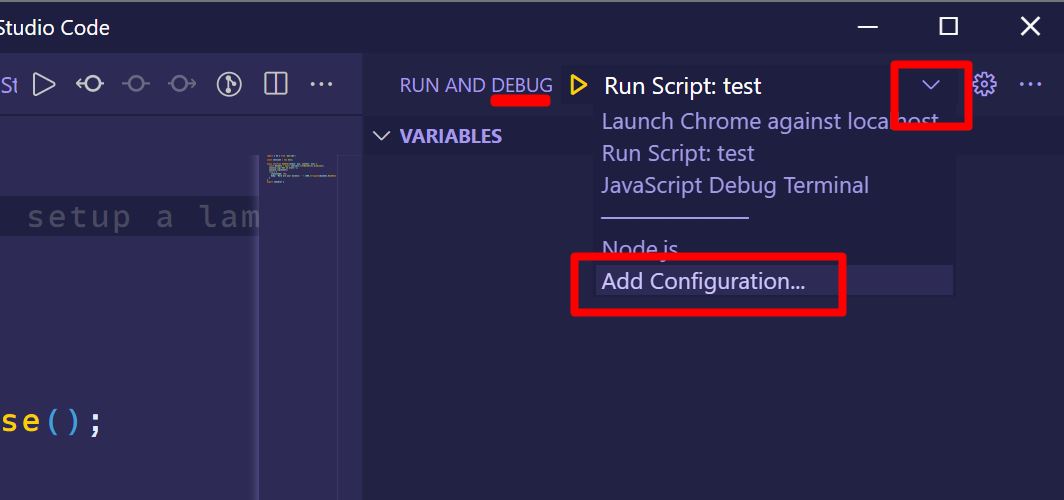 Studio Code
St
RUN AND DEBUG Run Script: test
Launch Chrome against localhost
VARIABLES
Run Script: test
JavaScript Debug Terminal
setup a lam
Node.js
Add Configuration...
se();